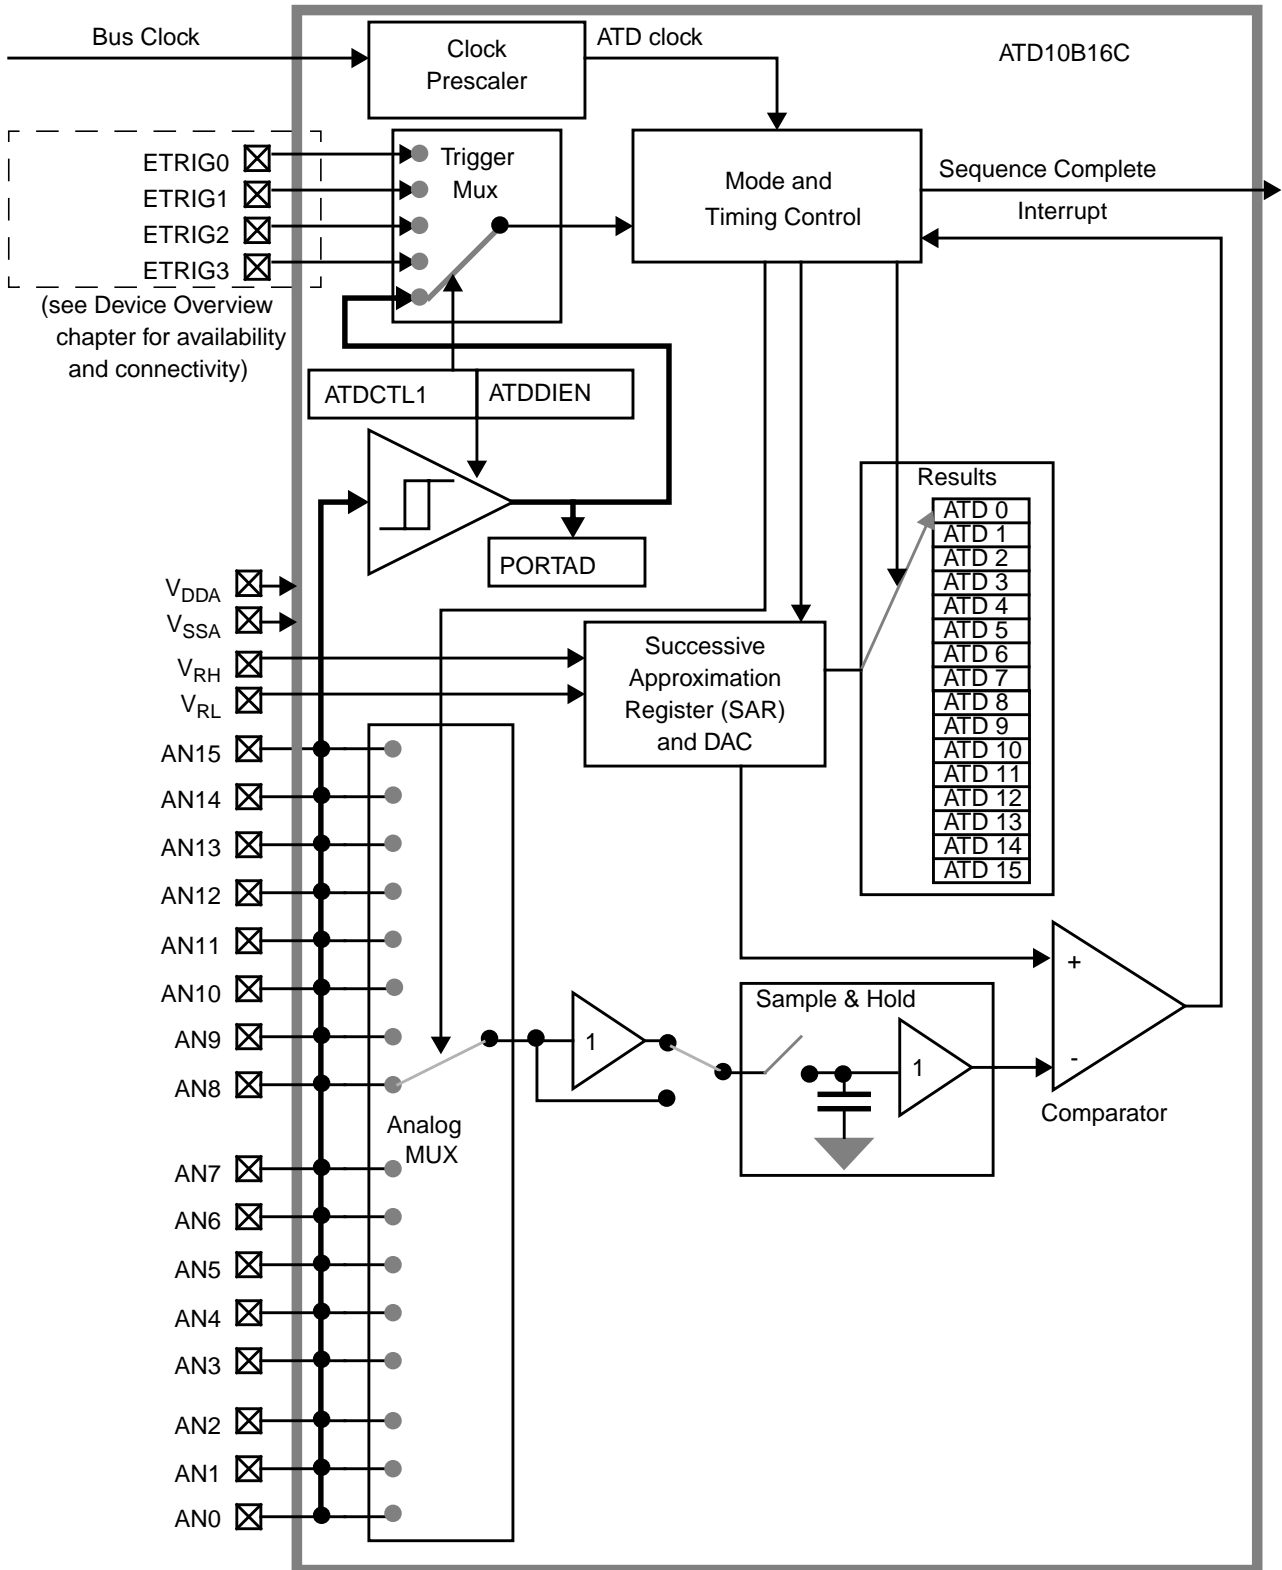 Bus Clock
Clock
Prescaler
ATD clock
ATD10B16C
ETRIG0
ETRIG1
ETRIG2
ETRIG3
(see Device Overview
chapter for availability
and connectivity)
Trigger
Mux
Mode and
Timing Control
Sequence Complete
Interrupt
ATDCTL1
ATDDIEN
PORTAD
Results
ATD 0
ATD 1
ATD 2
ATD 3
ATD 4
ATD 5
ATD 6
ATD 7
ATD 8
ATD 9
ATD 10
ATD 11
ATD 12
ATD 13
ATD 14
ATD 15
VDDA
VSSA
VRH
VRL
Successive
Approximation
Register (SAR)
and DAC
AN15
AN14
AN13
AN12
AN11
AN10
AN9
AN8
AN7
AN6
AN5
AN4
AN3
AN2
AN1
AN0
Analog
MUX
1
Sample & Hold
1
+
-
Comparator